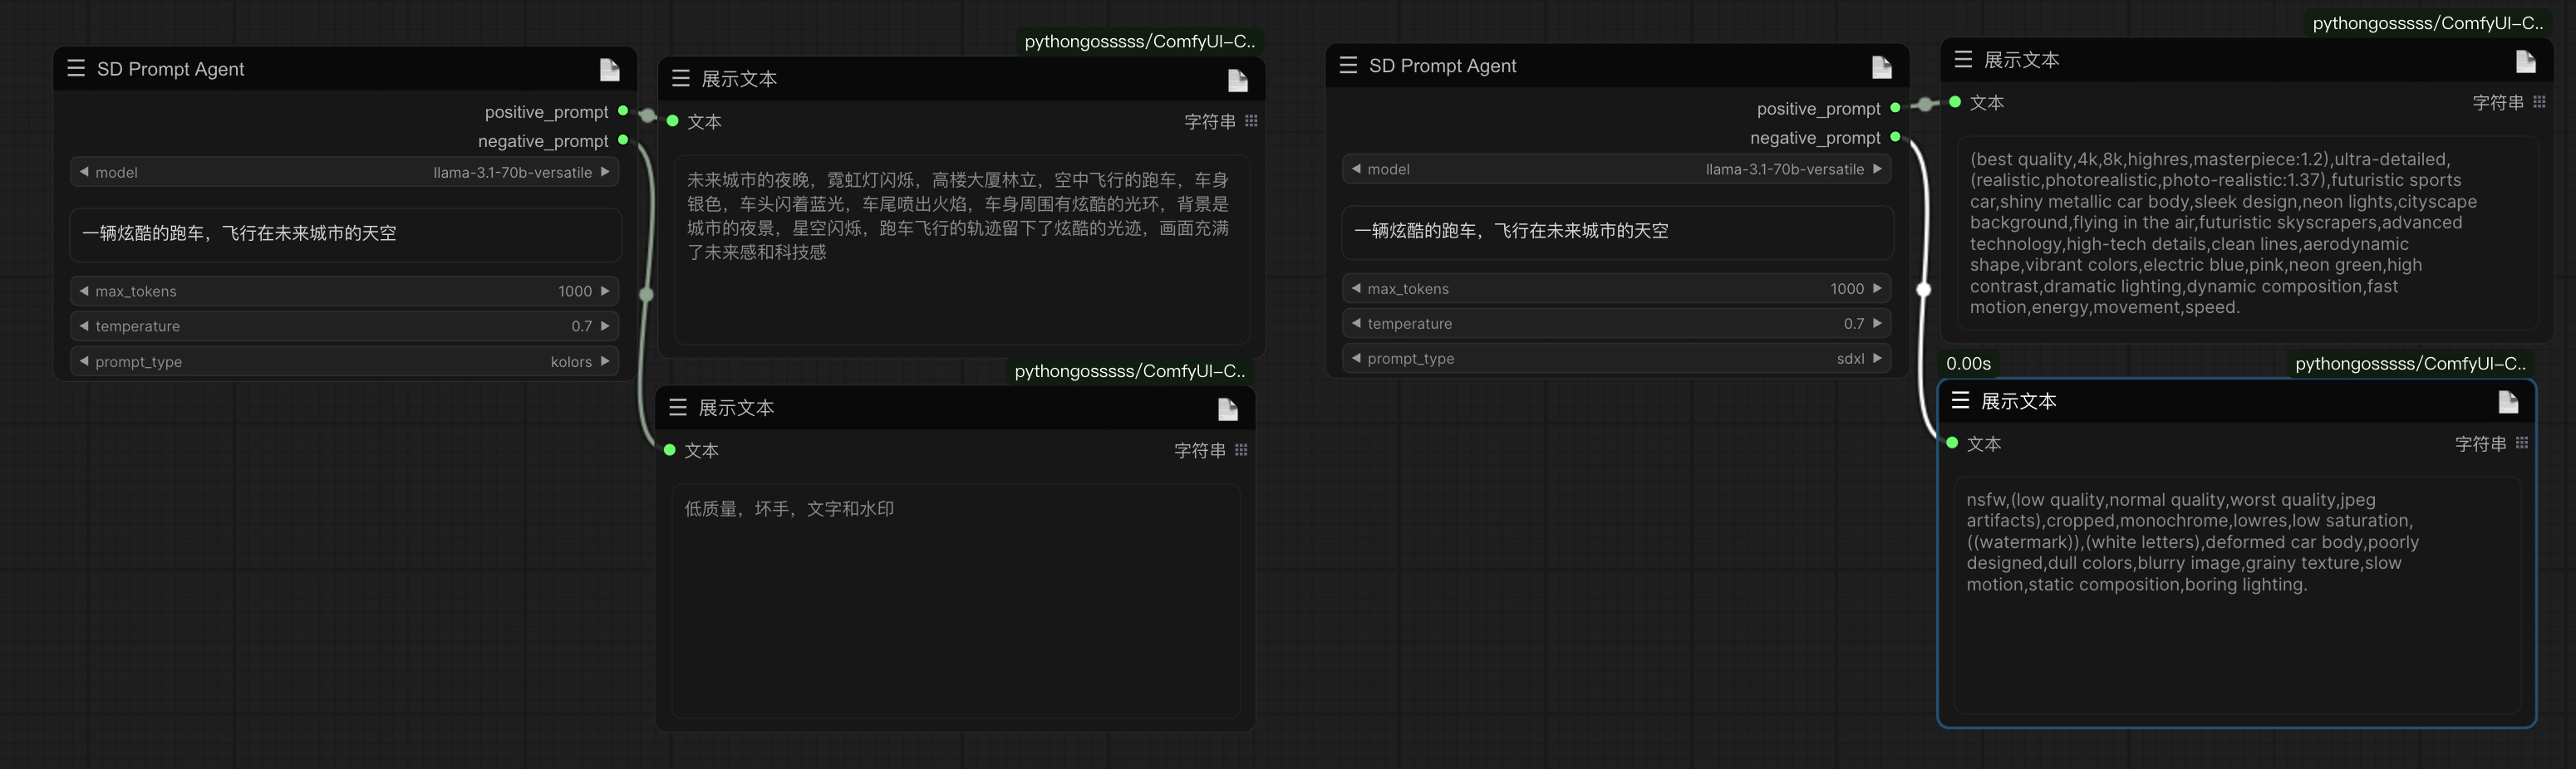 SD Prompt Agent
positive_prompt
negative_prompt
model llama-3.1-70b-versatile
一辆炫酷的跑车，飞行在未来城市的天空
max_tokens 1000
temperature 0.7
prompt_type kolors
pythongosssss/ComfyUI-C..
展示文本
文本 字符串
未来城市的夜晚，霓虹灯闪烁，高楼大厦林立，空中飞行的跑车，车身
银色，车头闪着蓝光，车尾喷出火焰，车身周围有炫酷的光环，背景是
城市的夜景，星空闪烁，跑车飞行的轨迹留下了炫酷的光迹，画面充满
了未来感和科技感
pythongosssss/ComfyUI-C..
展示文本
文本 字符串
低质量，坏手，文字和水印
SD Prompt Agent
positive_prompt
negative_prompt
model llama-3.1-70b-versatile
一辆炫酷的跑车，飞行在未来城市的天空
max_tokens 1000
temperature 0.7
prompt_type sdxl
pythongosssss/ComfyUI-C..
展示文本
文本 字符串
(best quality,4k,8k,highres,masterpiece:1.2),ultra-detailed,
(realistic,photorealistic,photo-realistic:1.37),futuristic sports
car,shiny metallic car body,sleek design,neon lights,cityscape
background,flying in the air,futuristic skyscrapers,advanced
technology,high-tech details,clean lines,aerodynamic
shape,vibrant colors,electric blue,pink,neon green,high
contrast,dramatic lighting,dynamic composition,fast
motion,energy,movement,speed.
0.00s pythongosssss/ComfyUI-C..
展示文本
文本 字符串
nsfw,(low quality,normal quality,worst quality,jpeg
artifacts),cropped,monochrome,lowres,low saturation,
((watermark)),(white letters),deformed car body,poorly
designed,dull colors,blurry image,grainy texture,slow
motion,static composition,boring lighting.